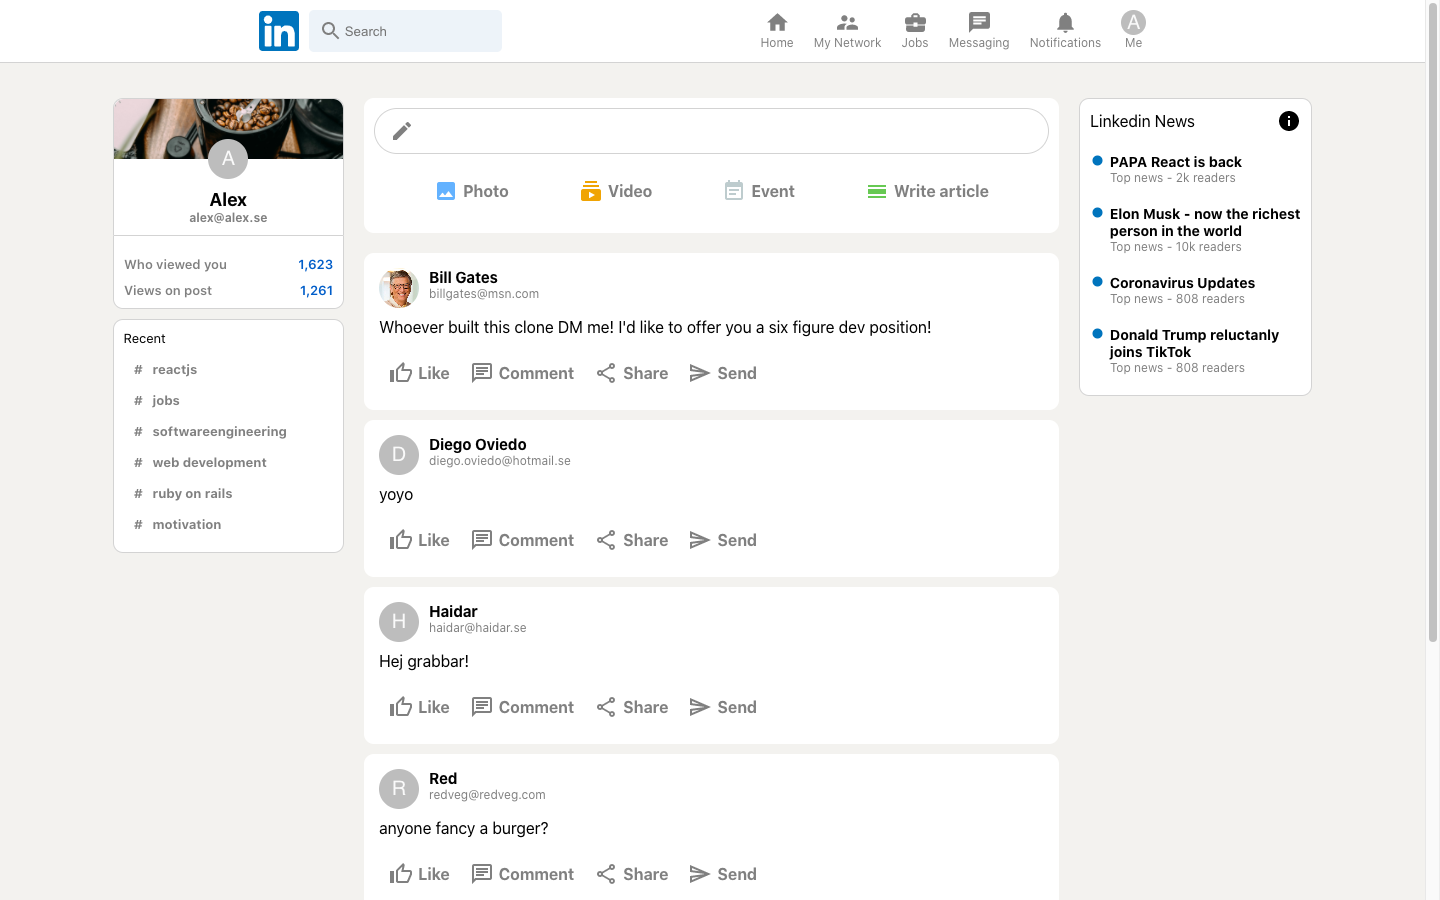 in
Search
Home
My Network
Jobs
Messaging
Notifications
A
Me
A
Alex
alex@alex.se
Who viewed you 1,623
Views on post 1,261
Recent
# reactjs
# jobs
# softwareengineering
# web development
# ruby on rails
# motivation
Photo
Video
Event
Write article
Bill Gates
billgates@msn.com
Whoever built this clone DM me! I'd like to offer you a six figure dev position!
Like Comment Share Send
D
Diego Oviedo
diego.oviedo@hotmail.se
yoyo
Like Comment Share Send
H
Haidar
haidar@haidar.se
Hej grabbar!
Like Comment Share Send
R
Red
redveg@redveg.com
anyone fancy a burger?
Like Comment Share Send
Linkedin News
PAPA React is back
Top news - 2k readers
Elon Musk - now the richest
person in the world
Top news - 10k readers
Coronavirus Updates
Top news - 808 readers
Donald Trump reluctanly
joins TikTok
Top news - 808 readers